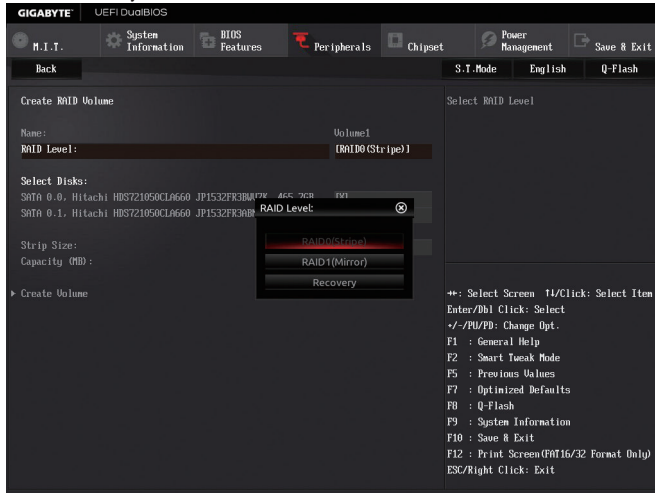 GIGABYTE™ UEFI DualBIOS
M.I.T. System Information BIOS Features Peripherals Chipset Power Management Save & Exit
Back S.T.Mode English Q-Flash
Create RAID Volume
Select RAID Level
Name: Volume1
RAID Level: [RAID0(Stripe)]
Select Disks:
SATA 0.0, Hitachi HDS721050CLA660 465.7GB [X]
SATA 0.1, Hitachi HDS721050CLA660
RAID Level:
RAID0(Stripe)
RAID1(Mirror)
Recovery
Strip Size:
Capacity (MB):
Create Volume
→←: Select Screen ↑↓/Click: Select Item
Enter/Dbl Click: Select
+/-/PU/PD: Change Opt.
F1 : General Help
F2 : Smart Tweak Mode
F5 : Previous Values
F7 : Optimized Defaults
F8 : Q-Flash
F9 : System Information
F10 : Save & Exit
F12 : Print Screen(FAT16/32 Format Only)
ESC/Right Click: Exit